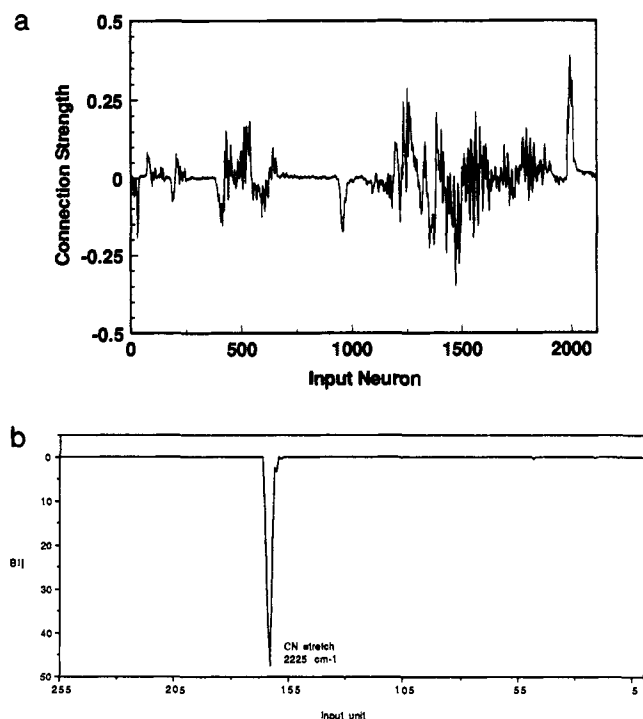 a
0.5
0.25
0
-0.25
-0.5
Connection Strength
0 500 1000 1500 2000
Input Neuron
b
0
10
20
30
40
50
CN stretch
2225 cm-1
255 205 155 105 55 5
Input unit